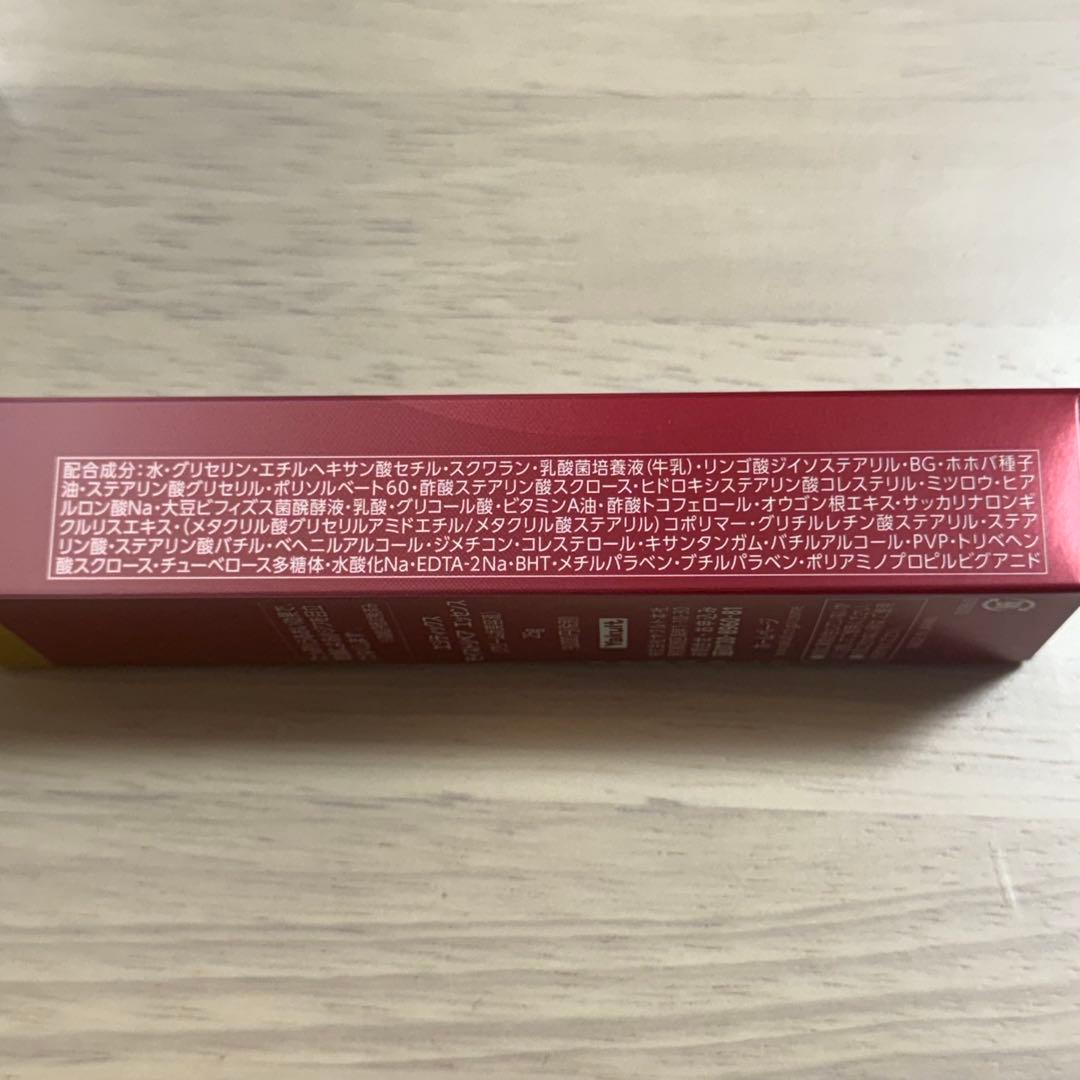 配合成分:水・グリセリン・エチルヘキサン酸セチル・スクワラン・乳酸菌培養液(牛乳)・リンゴ酸ジイソステアリル・BG・ホホバ種子
油・ステアリン酸グリセリル・ポリソルベート60・酢酸ステアリン酸スクロース・ヒドロキシステアリン酸コレステリル・ミツロウ・ヒア
ルロン酸Na・大豆ビフィズス菌醗酵液・乳酸・グリコール酸・ビタミンA油・酢酸トコフェロール・オウゴン根エキス・サッカリナロンギ
クルリスエキス・(メタクリル酸グリセリルアミドエチル/メタクリル酸ステアリル)コポリマー・グリチルレチン酸ステアリル・ステア
リン酸・ステアリン酸バチル・ベヘニルアルコール・ジメチコン・コレステロール・キサンタンガム・バチルアルコール・PVP・トリベヘン
酸スクロース・チューベロース多糖体・水酸化Na・EDTA-2Na・BHT・メチルパラベン・ブチルパラベン・ポリアミノプロピルビグアニド
Yakult